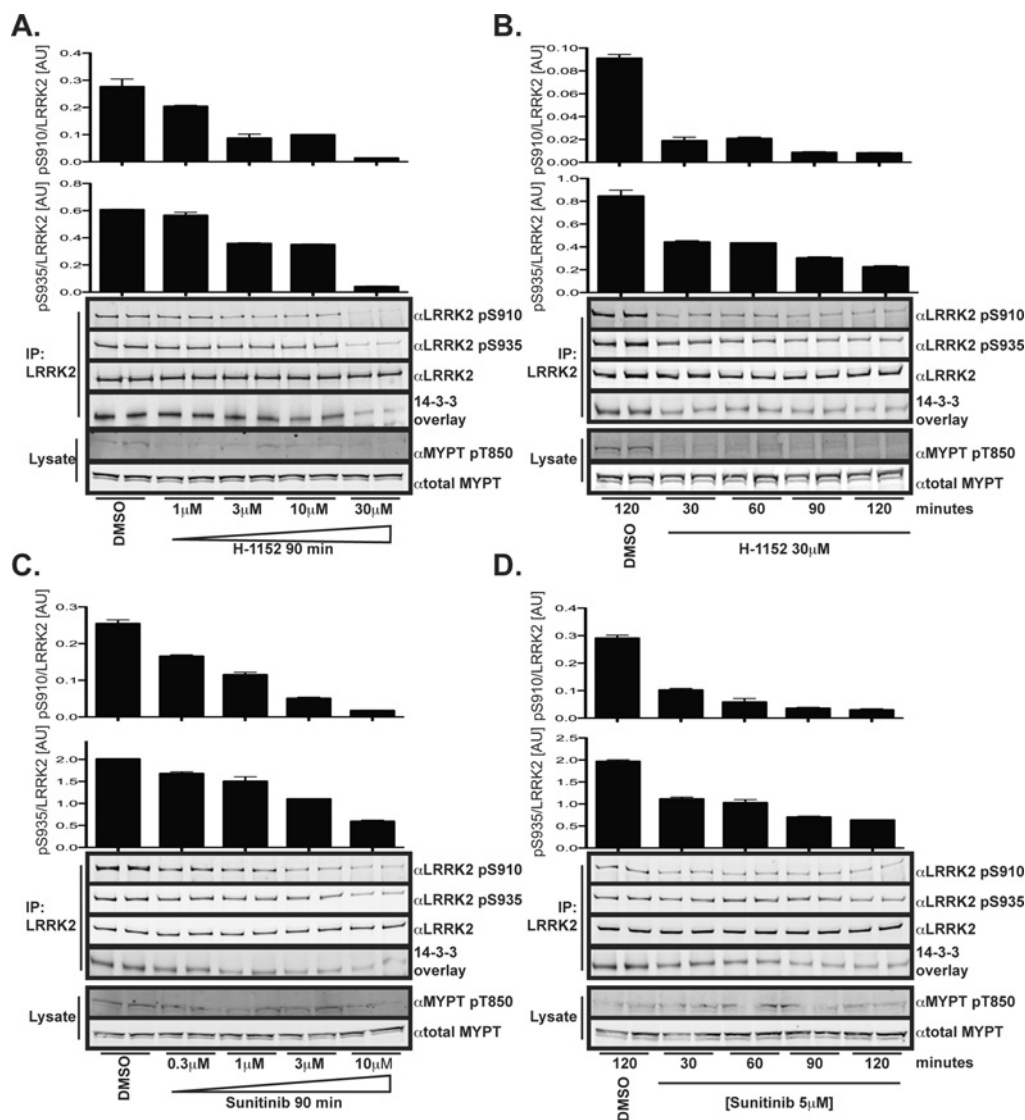 A.
pS910/LRRK2 [AU]
0.4
0.3
0.2
0.1
0.0
pS935/LRRK2 [AU]
0.8
0.6
0.4
0.2
0.0
IP:
LRRK2
αLRRK2 pS910
αLRRK2 pS935
αLRRK2
14-3-3
overlay
Lysate
αMYPT pT850
αtotal MYPT
DMSO
1μM 3μM 10μM 30μM
H-1152 90 min
B.
pS910/LRRK2 [AU]
0.10
0.08
0.06
0.04
0.02
0.00
pS935/LRRK2 [AU]
1.0
0.8
0.6
0.4
0.2
0.0
IP:
LRRK2
αLRRK2 pS910
αLRRK2 pS935
αLRRK2
14-3-3
overlay
Lysate
αMYPT pT850
αtotal MYPT
120 30 60 90 120 minutes
DMSO
H-1152 30μM
C.
pS910/LRRK2 [AU]
0.3
0.2
0.1
0.0
pS935/LRRK2 [AU]
2.0
1.5
1.0
0.5
0.0
IP:
LRRK2
αLRRK2 pS910
αLRRK2 pS935
αLRRK2
14-3-3
overlay
Lysate
αMYPT pT850
αtotal MYPT
DMSO
0.3μM 1μM 3μM 10μM
Sunitinib 90 min
D.
pS910/LRRK2 [AU]
0.4
0.3
0.2
0.1
0.0
pS935/LRRK2 [AU]
2.5
2.0
1.5
1.0
0.5
0.0
IP:
LRRK2
αLRRK2 pS910
αLRRK2 pS935
αLRRK2
14-3-3
overlay
Lysate
αMYPT pT850
αtotal MYPT
120 30 60 90 120 minutes
DMSO
[Sunitinib 5μM]